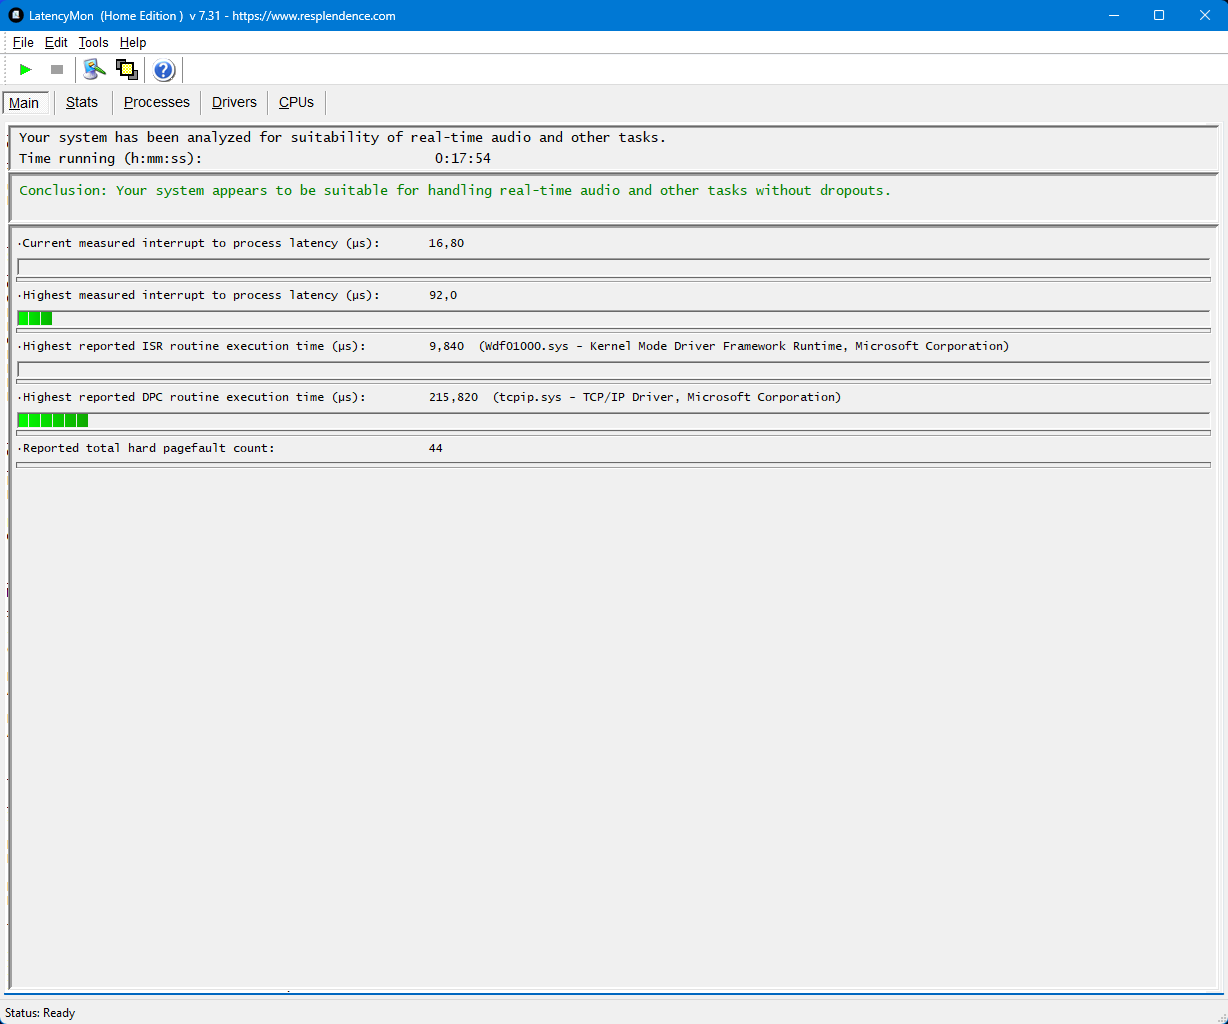 LatencyMon (Home Edition ) v 7.31 - https://www.resplendence.com
File Edit Tools Help
Main Stats Processes Drivers CPUs
Your system has been analyzed for suitability of real-time audio and other tasks.
Time running (h:mm:ss): 0:17:54
Conclusion: Your system appears to be suitable for handling real-time audio and other tasks without dropouts.
·Current measured interrupt to process latency (µs): 16,80
·Highest measured interrupt to process latency (µs): 92,0
·Highest reported ISR routine execution time (µs): 9,840 (Wdf01000.sys - Kernel Mode Driver Framework Runtime, Microsoft Corporation)
·Highest reported DPC routine execution time (µs): 215,820 (tcpip.sys - TCP/IP Driver, Microsoft Corporation)
·Reported total hard pagefault count: 44
Status: Ready